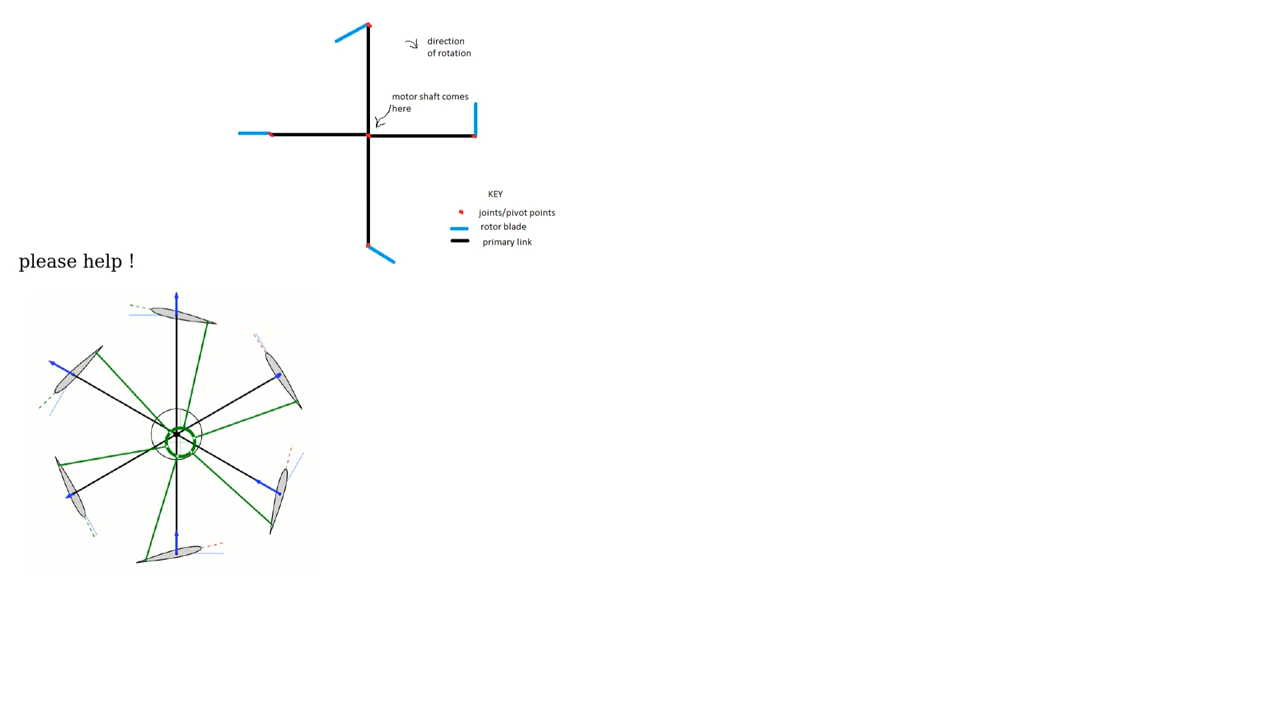 direction
of rotation
motor shaft comes
here
KEY
joints/pivot points
rotor blade
primary link
please help !